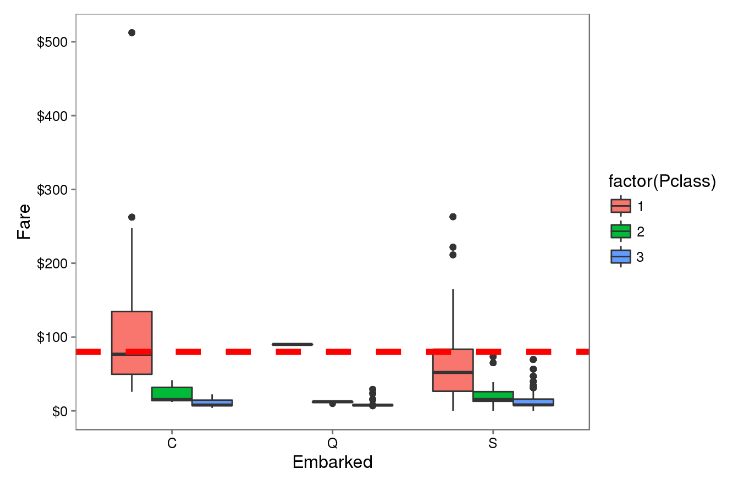 $500
$400
$300
$200
$100
$0
Fare
C Q S
Embarked
factor(Pclass)
1
2
3